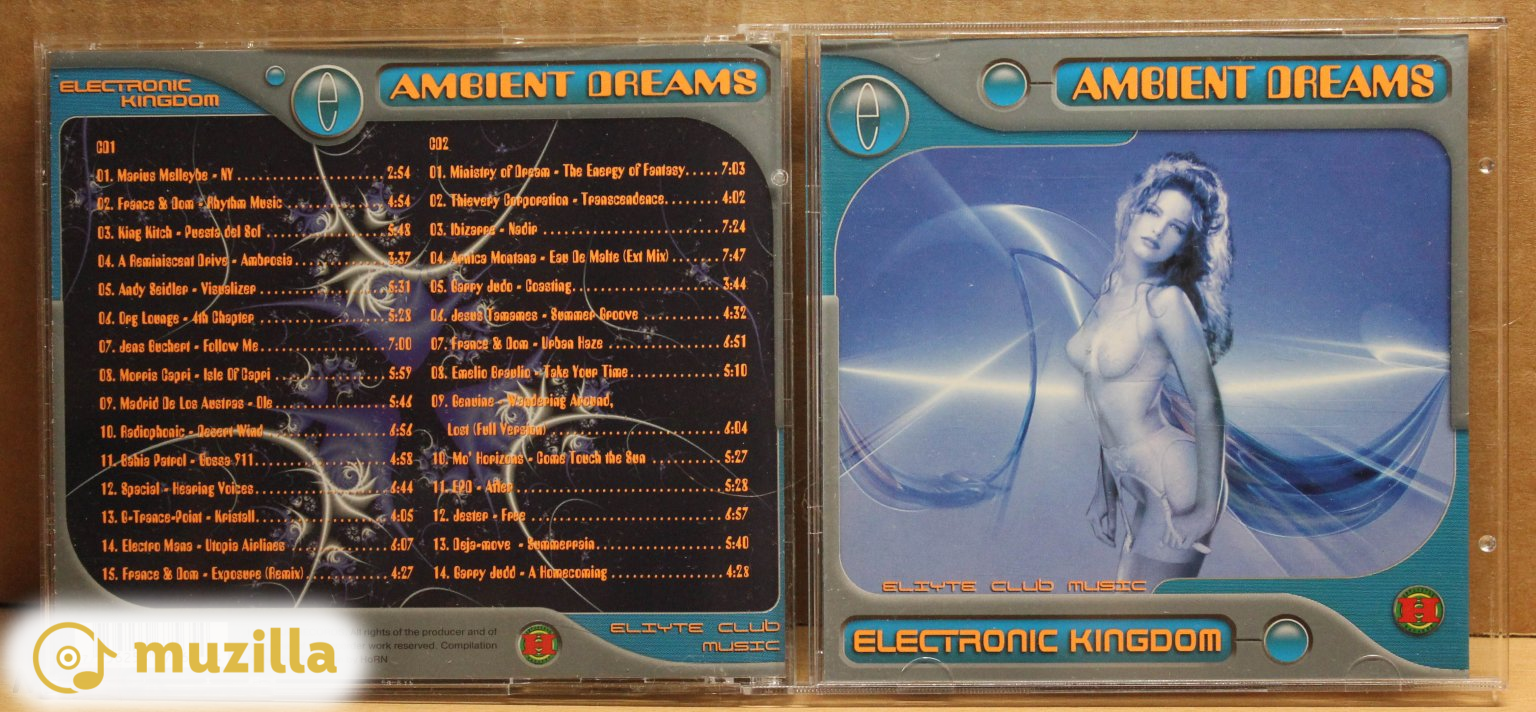 ELECTRONIC
KINGDOM
e
AMBIENT DREAMS
CD1
01. Marius Melleybe - NY 2:54
02. France & Dom - Rhythm Music 4:54
03. King Kitch - Puesta del Sol 5:48
04. A Reminiscent Drive - Ambrosia 3:37
05. Andy Seidler - Visualizer 6:31
06. Org Lounge - 4th Chapter 5:28
07. Jens Buchert - Follow Me 7:00
08. Morris Capri - Isle Of Capri 5:59
09. Madrid De Los Austras - Ole 5:46
10. Radiophonic - Desert Wind 6:56
11. Bahia Patrol - Bossa 911 4:58
12. Special - Hearing Voices 6:44
13. G-Trance-Point - Kristall 4:05
14. Electro Mana - Utopia Airlines 6:07
15. France & Dom - Exposure (Remix) 4:27
CD2
01. Ministry of Dream - The Energy of Fantasy 7:03
02. Thievery Corporation - Transcendence 4:02
03. Ibizarre - Nadir 7:24
04. Arnica Montana - Eau De Malte (Ext Mix) 7:47
05. Garry Judo - Coasting 3:44
06. Jesus Tamames - Summer Groove 4:32
07. France & Dom - Urban Haze 6:51
08. Emelio Braulio - Take Your Time 5:10
09. Genuine - Wandering Around,
Lost (Full Version) 6:04
10. Mo' Horizons - Come Touch the Sun 5:27
11. EPO - After 5:28
12. Jester - Free 6:57
13. Deja-move - Summerrain 5:40
14. Garry Judd - A Homecoming 4:28
rights of the producer and of
work reserved. Compilation
ELIYTE CLUB
MUSIC
muzilla
e
AMBIENT DREAMS
ELIYTE CLUB MUSIC
ELECTRONIC KINGDOM